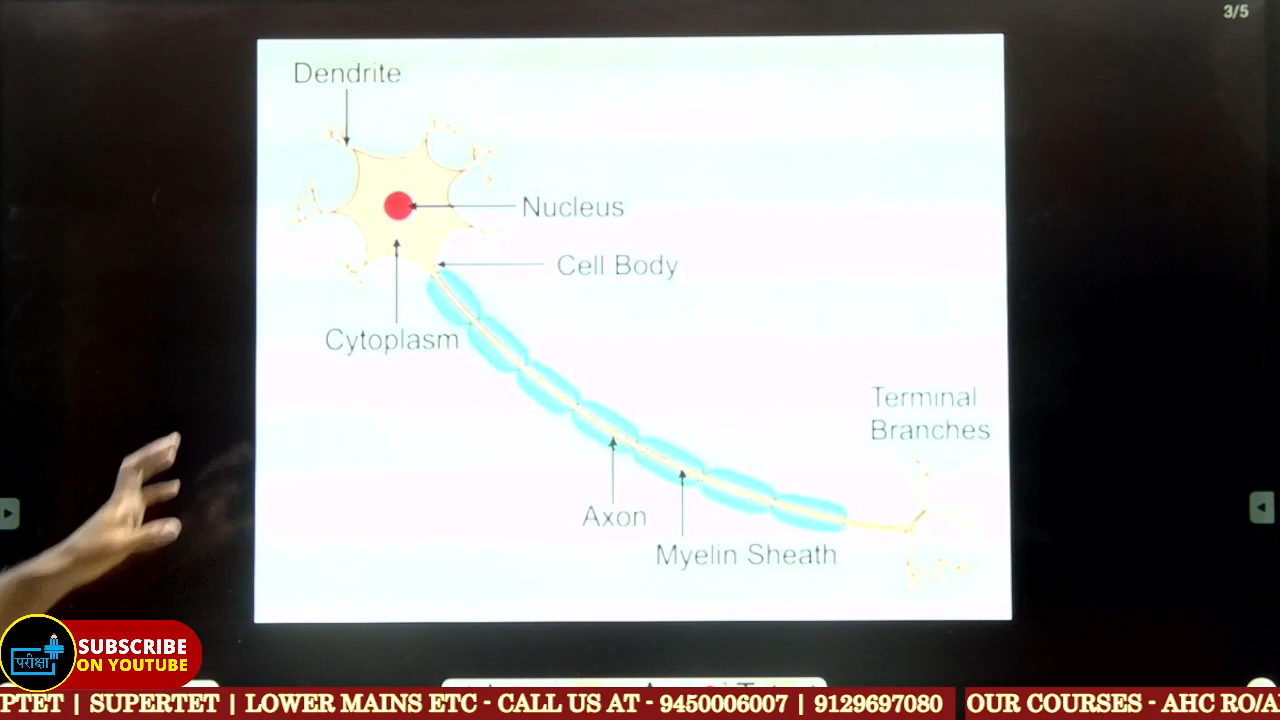 3/5
Dendrite
Nucleus
Cell Body
Cytoplasm
Terminal
Branches
Axon
Myelin Sheath
परीक्षा
SUBSCRIBE
ON YOUTUBE
PTET | SUPERTET | LOWER MAINS ETC - CALL US AT - 9450006007 | 9129697080 OUR COURSES - AHC RO/A